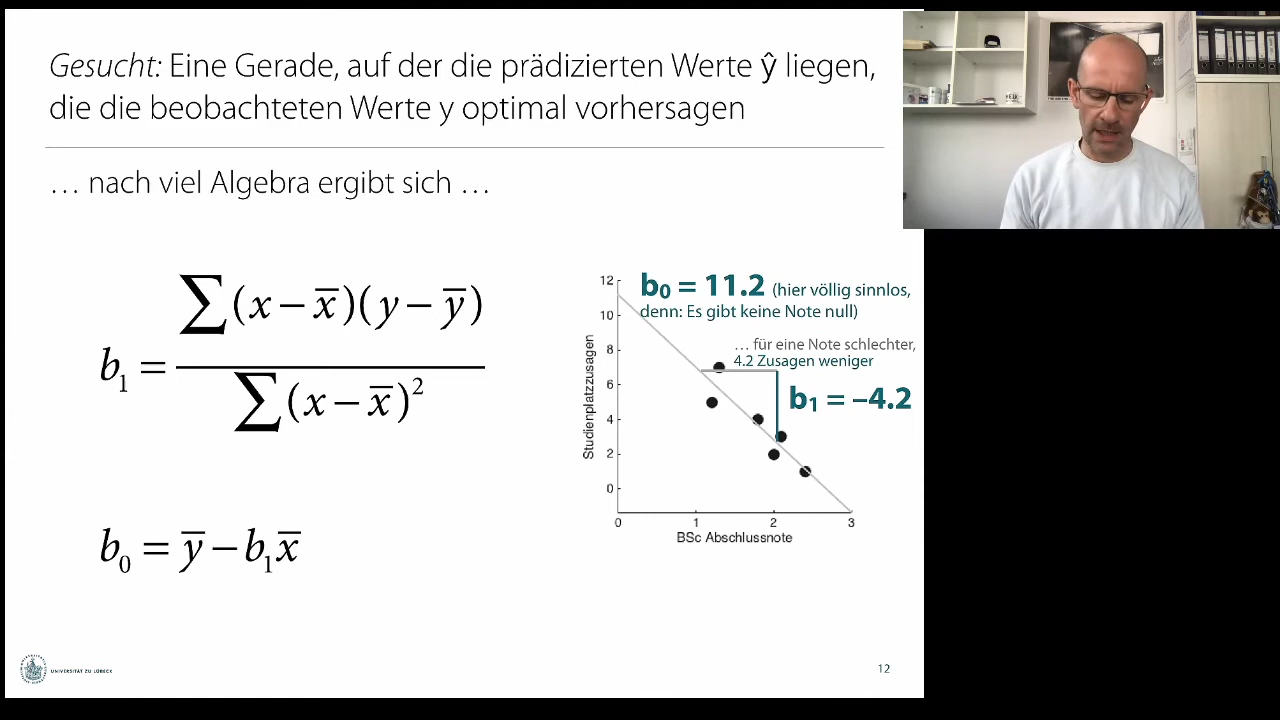 Gesucht: Eine Gerade, auf der die prädizierten Werte ŷ liegen,
die die beobachteten Werte y optimal vorhersagen
… nach viel Algebra ergibt sich …
b₁ = ∑(x − x̄)(y − ȳ) / ∑(x − x̄)²
b₀ = ȳ − b₁x̄
b₀ = 11.2 (hier völlig sinnlos,
denn: Es gibt keine Note null)
… für eine Note schlechter,
4.2 Zusagen weniger
b₁ = –4.2
Studienplatzzusagen
12
10
8
6
4
2
0
0 1 2 3
BSc Abschlussnote
UNIVERSITÄT ZU LÜBECK
12